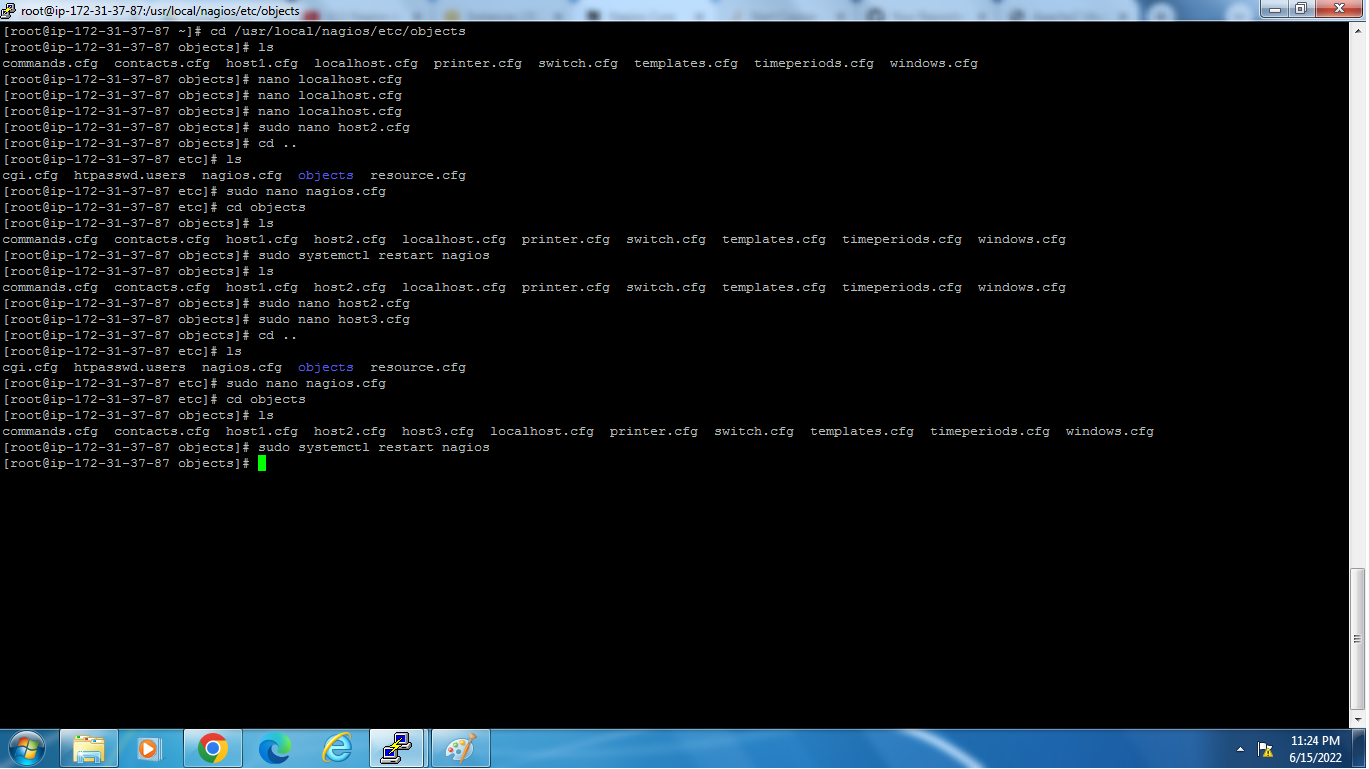 root@ip-172-31-37-87:/usr/local/nagios/etc/objects
[root@ip-172-31-37-87 ~]# cd /usr/local/nagios/etc/objects
[root@ip-172-31-37-87 objects]# ls
commands.cfg  contacts.cfg  host1.cfg  localhost.cfg  printer.cfg  switch.cfg  templates.cfg  timeperiods.cfg  windows.cfg
[root@ip-172-31-37-87 objects]# nano localhost.cfg
[root@ip-172-31-37-87 objects]# nano localhost.cfg
[root@ip-172-31-37-87 objects]# nano localhost.cfg
[root@ip-172-31-37-87 objects]# sudo nano host2.cfg
[root@ip-172-31-37-87 objects]# cd ..
[root@ip-172-31-37-87 etc]# ls
cgi.cfg  htpasswd.users  nagios.cfg  objects  resource.cfg
[root@ip-172-31-37-87 etc]# sudo nano nagios.cfg
[root@ip-172-31-37-87 etc]# cd objects
[root@ip-172-31-37-87 objects]# ls
commands.cfg  contacts.cfg  host1.cfg  host2.cfg  localhost.cfg  printer.cfg  switch.cfg  templates.cfg  timeperiods.cfg  windows.cfg
[root@ip-172-31-37-87 objects]# sudo systemctl restart nagios
[root@ip-172-31-37-87 objects]# ls
commands.cfg  contacts.cfg  host1.cfg  host2.cfg  localhost.cfg  printer.cfg  switch.cfg  templates.cfg  timeperiods.cfg  windows.cfg
[root@ip-172-31-37-87 objects]# sudo nano host2.cfg
[root@ip-172-31-37-87 objects]# sudo nano host3.cfg
[root@ip-172-31-37-87 objects]# cd ..
[root@ip-172-31-37-87 etc]# ls
cgi.cfg  htpasswd.users  nagios.cfg  objects  resource.cfg
[root@ip-172-31-37-87 etc]# sudo nano nagios.cfg
[root@ip-172-31-37-87 etc]# cd objects
[root@ip-172-31-37-87 objects]# ls
commands.cfg  contacts.cfg  host1.cfg  host2.cfg  host3.cfg  localhost.cfg  printer.cfg  switch.cfg  templates.cfg  timeperiods.cfg  windows.cfg
[root@ip-172-31-37-87 objects]# sudo systemctl restart nagios
[root@ip-172-31-37-87 objects]#
11:24 PM
6/15/2022